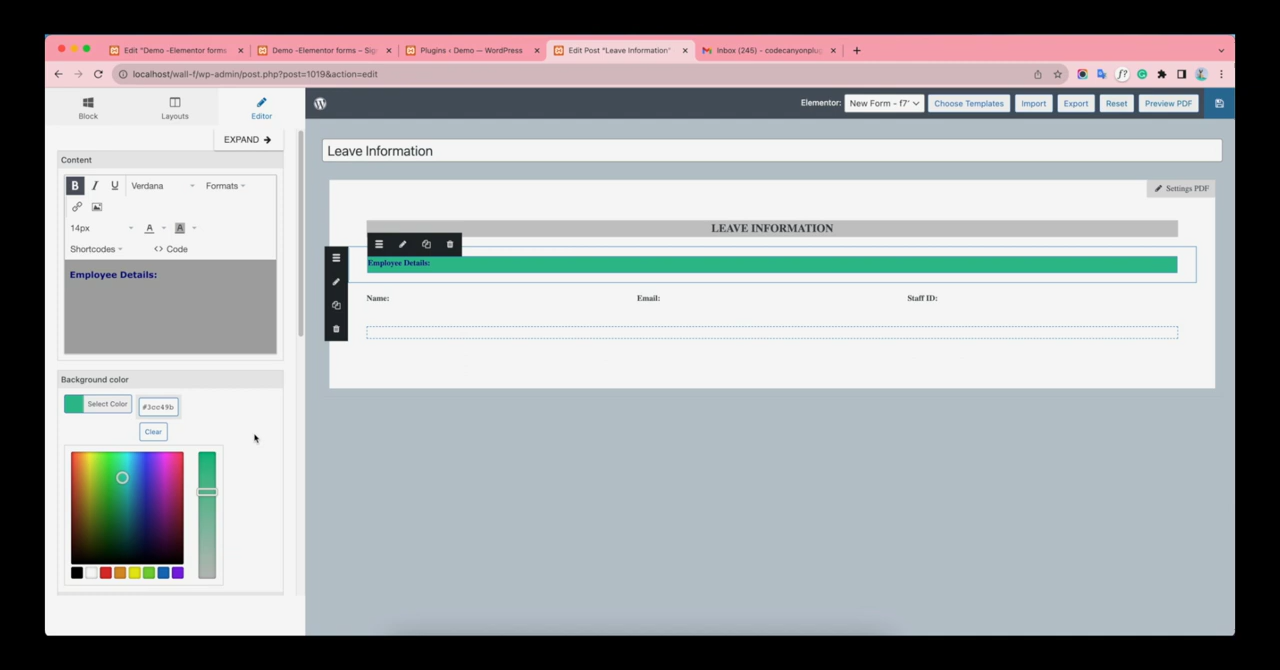 Edit "Demo -Elementor forms
Demo -Elementor forms – Sig
Plugins ‹ Demo — WordPress
Edit Post "Leave Information"
Inbox (245) - codecanyonplug
localhost/wall-f/wp-admin/post.php?post=1019&action=edit
Block
Layouts
Editor
Elementor:
New Form - f7
Choose Templates
Import
Export
Reset
Preview PDF
EXPAND
Content
Leave Information
B I U Verdana Formats
Settings PDF
14px A A
Shortcodes <> Code
LEAVE INFORMATION
Employee Details:
Employee Details:
Name: Email: Staff ID:
Background color
Select Color
Clear